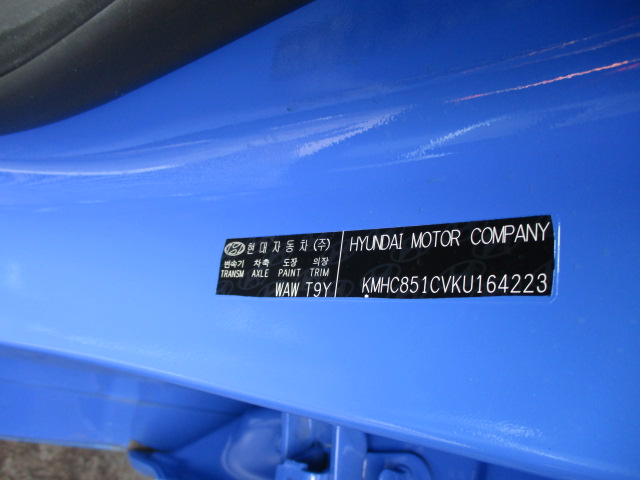 현대자동차(주)
변속기 차축 도장 의장
TRANSM AXLE PAINT TRIM
WAW T9Y
HYUNDAI MOTOR COMPANY
KMHC851CVKU164223